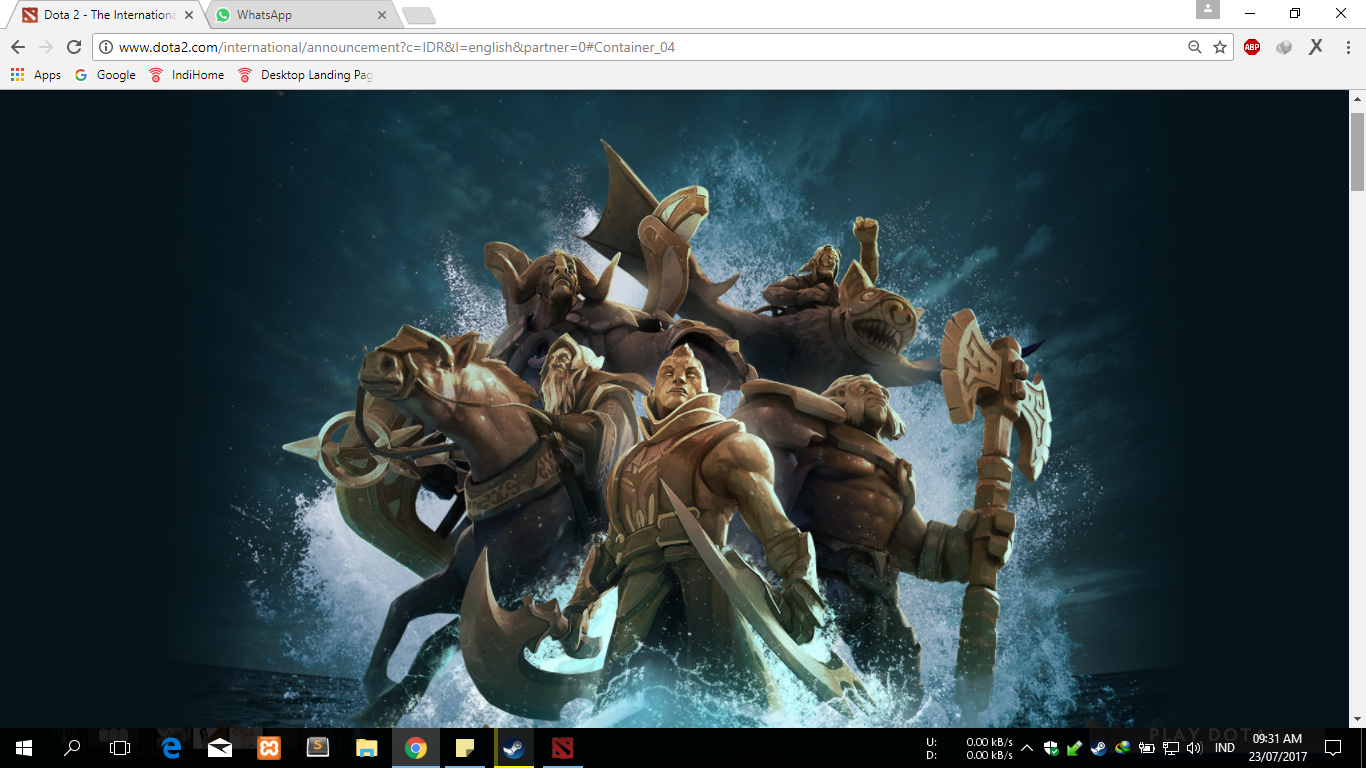 Dota 2 - The Internationa
WhatsApp
www.dota2.com/international/announcement?c=IDR&l=english&partner=0#Container_04
ABP
X
Apps
Google
IndiHome
Desktop Landing Pag
PLAY DOT
U: 0.00 kB/s
D: 0.00 kB/s
IND
09:31 AM
23/07/2017